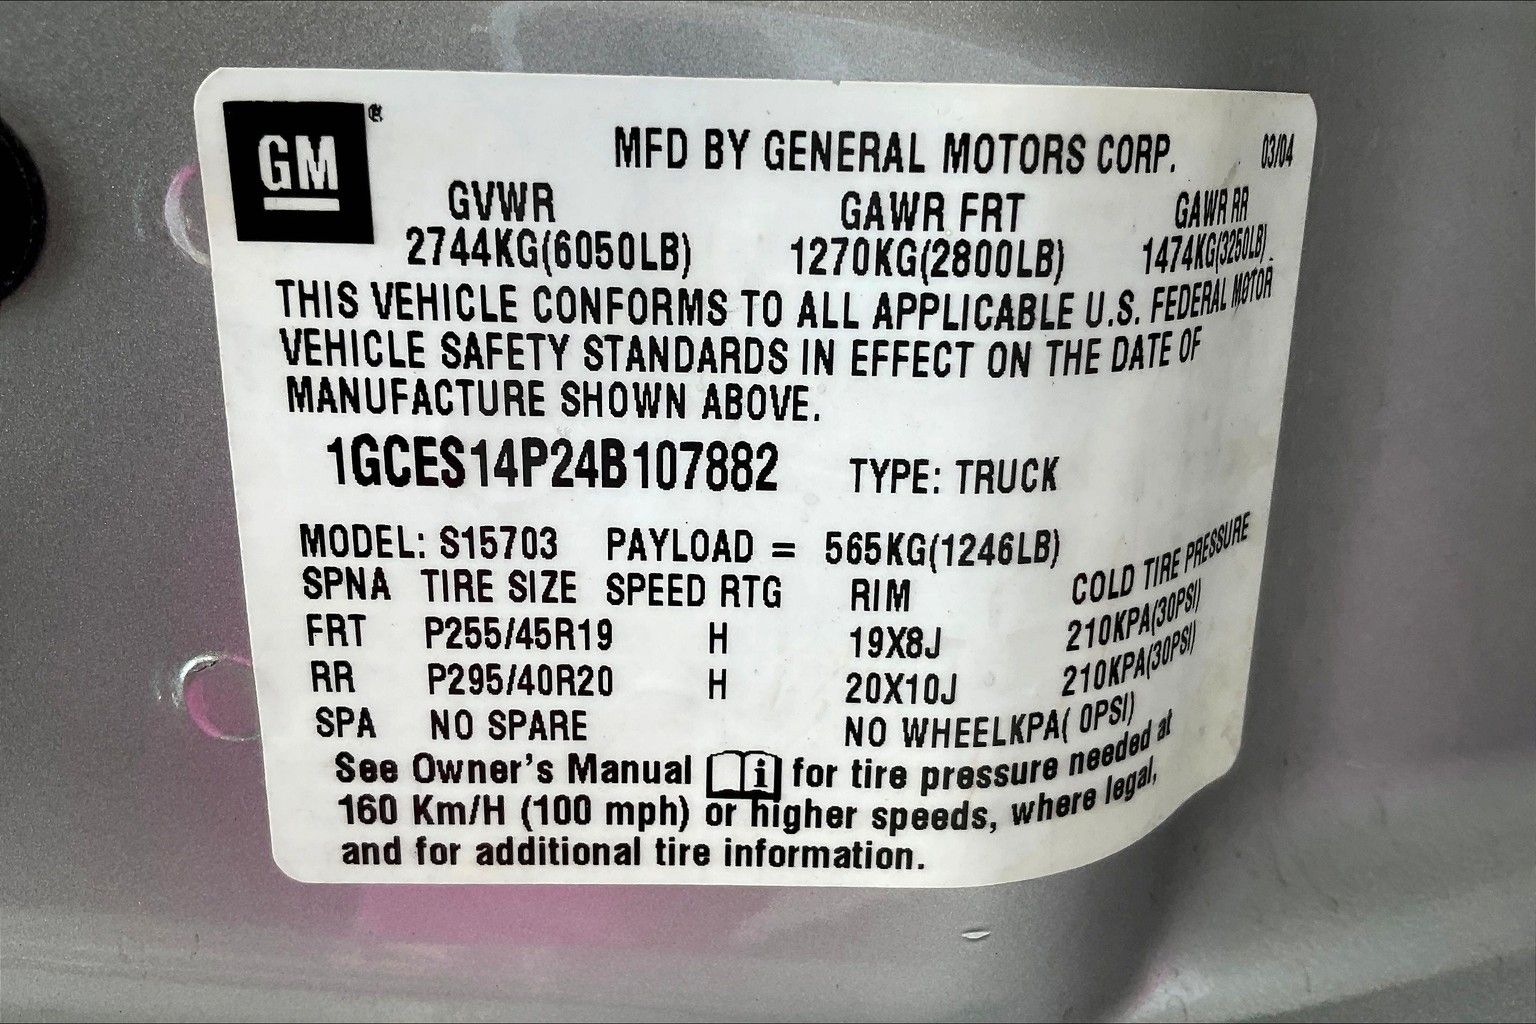 GM ®
MFD BY GENERAL MOTORS CORP. 03/04
GVWR GAWR FRT GAWR RR
2744KG(6050LB) 1270KG(2800LB) 1474KG(3250LB)
THIS VEHICLE CONFORMS TO ALL APPLICABLE U.S. FEDERAL MOTOR
VEHICLE SAFETY STANDARDS IN EFFECT ON THE DATE OF
MANUFACTURE SHOWN ABOVE.
1GCES14P24B107882 TYPE: TRUCK
MODEL: S15703 PAYLOAD = 565KG(1246LB)
SPNA TIRE SIZE SPEED RTG RIM COLD TIRE PRESSURE
FRT P255/45R19 H 19X8J 210KPA(30PSI)
RR P295/40R20 H 20X10J 210KPA(30PSI)
SPA NO SPARE NO WHEELKPA( 0PSI)
See Owner's Manual i for tire pressure needed at
160 Km/H (100 mph) or higher speeds, where legal,
and for additional tire information.